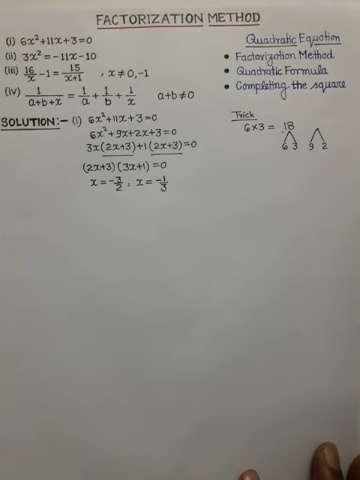 FACTORIZATION METHOD
(i) 6x²+11x+3=0
(ii) 3x²=-11x-10
(iii) 16/x -1 = 15/x+1 , x≠0,-1
(iv) 1/a+b+x = 1/a + 1/b + 1/x a+b≠0
Quadratic Equation
• Factorization Method
• Quadratic Formula
• Completing the square
SOLUTION:- (i) 6x²+11x+3=0
6x²+9x+2x+3=0
3x(2x+3)+1(2x+3)=0
(2x+3)(3x+1)=0
x=-3/2, x=-1/3
Trick
6×3 = 18
6 3 9 2